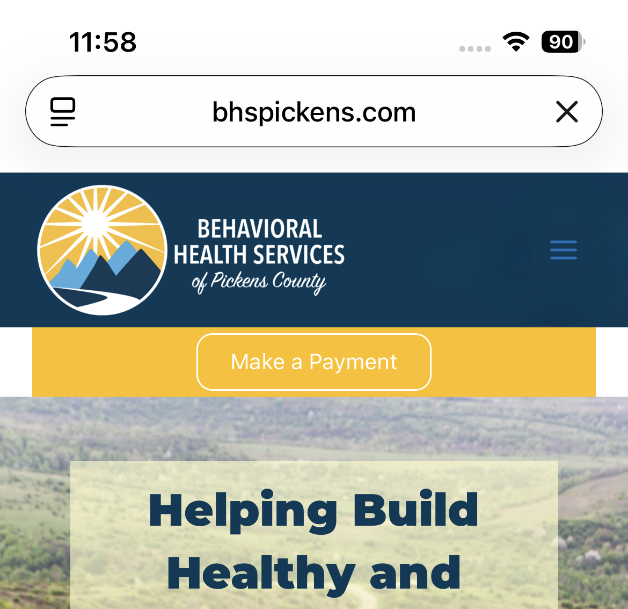 11:58
90
bhspickens.com
BEHAVIORAL
HEALTH SERVICES
of Pickens County
Make a Payment
Helping Build
Healthy and